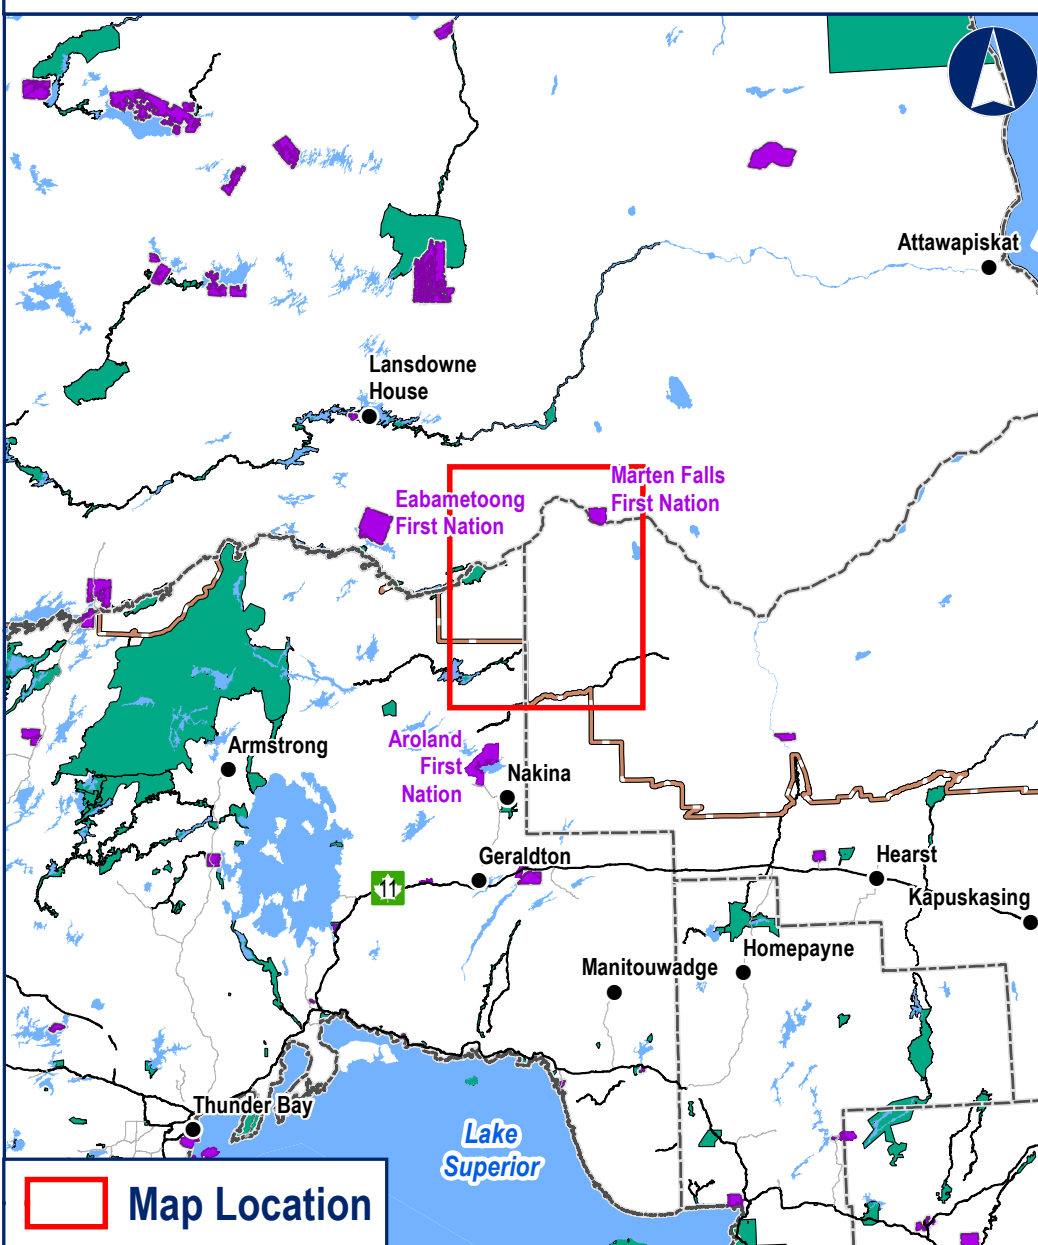 Attawapiskat
Lansdowne
House
Marten Falls
First Nation
Eabametoong
First Nation
Armstrong
Aroland
First
Nation
Nakina
Geraldton
11
Hearst
Kapuskasing
Homepayne
Manitouwadge
Thunder Bay
Lake
Superior
Map Location